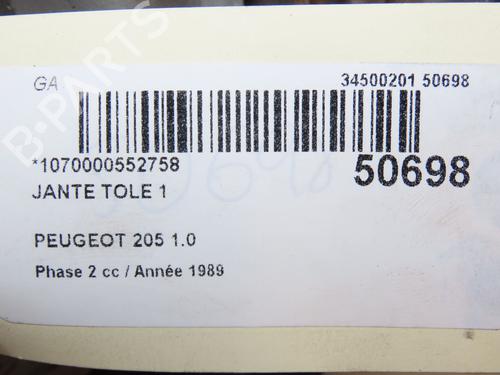 GA
34500201 50698
*1070000552758
50698
JANTE TOLE 1
PEUGEOT 205 1.0
Phase 2 cc / Année 1989
B-PARTS